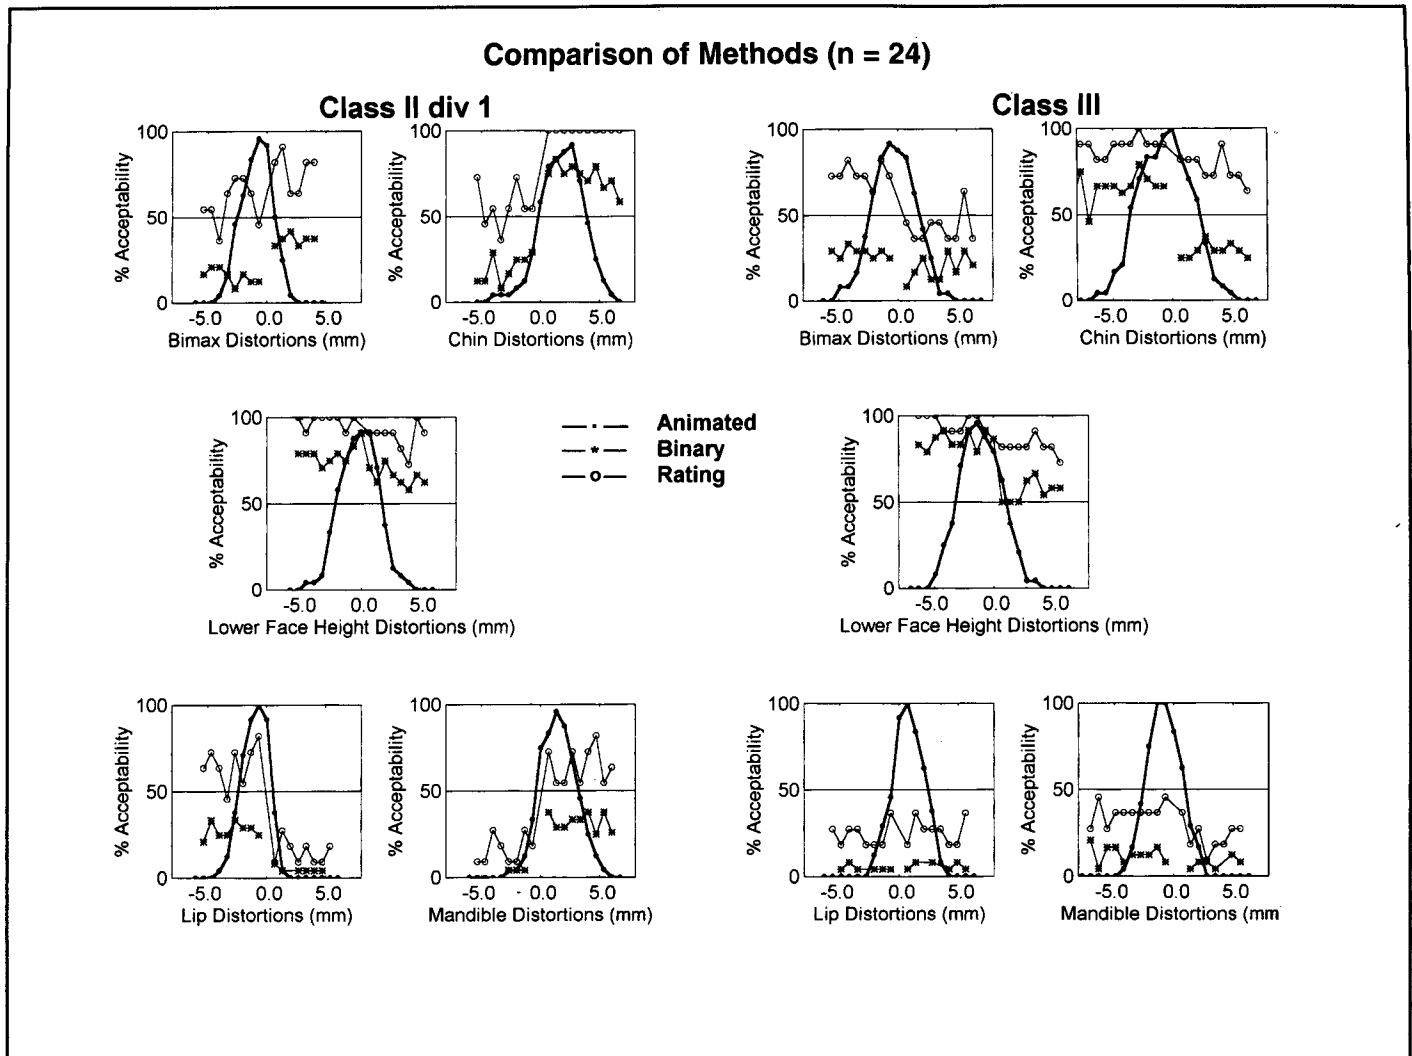 Comparison of Methods (n = 24)
Class II div 1
Class III
% Acceptability
100
50
0
-5.0 0.0 5.0
Bimax Distortions (mm)
% Acceptability
100
50
0
-5.0 0.0 5.0
Chin Distortions (mm)
% Acceptability
100
50
0
-5.0 0.0 5.0
Bimax Distortions (mm)
% Acceptability
100
50
0
-5.0 0.0 5.0
Chin Distortions (mm)
% Acceptability
100
50
0
-5.0 0.0 5.0
Lower Face Height Distortions (mm)
Animated
Binary
Rating
% Acceptability
100
50
0
-5.0 0.0 5.0
Lower Face Height Distortions (mm)
% Acceptability
100
50
0
-5.0 0.0 5.0
Lip Distortions (mm)
% Acceptability
100
50
0
-5.0 0.0 5.0
Mandible Distortions (mm)
% Acceptability
100
50
0
-5.0 0.0 5.0
Lip Distortions (mm)
% Acceptability
100
50
0
-5.0 0.0 5.0
Mandible Distortions (mm